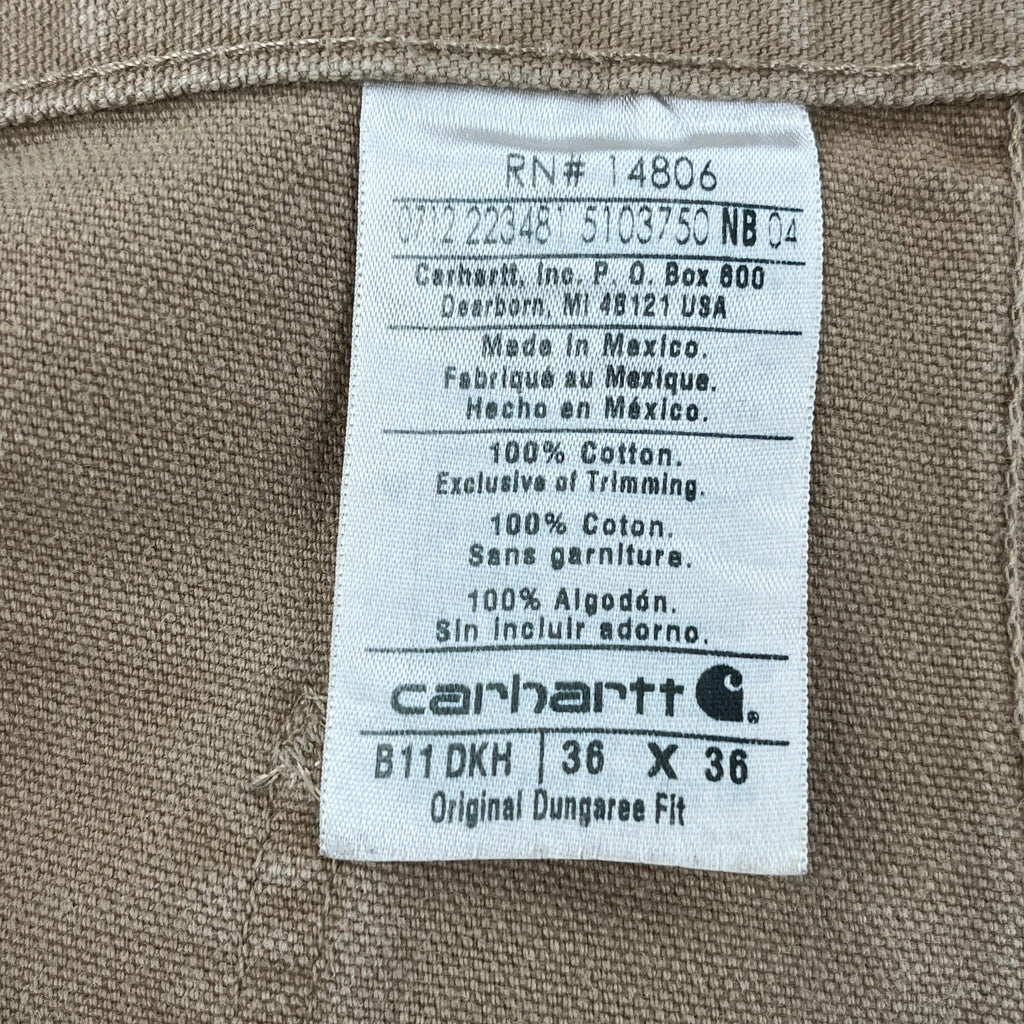 RN# 14806
0712 223481 5103750 NB 04
Carhartt, Inc. P. O. Box 600
Dearborn, MI 48121 USA
Made in Mexico.
Fabriqué au Mexique.
Hecho en México.
100% Cotton.
Exclusive of Trimming.
100% Coton.
Sans garniture.
100% Algodón.
Sin incluir adorno.
carhartt
B11 DKH | 36 X 36
Original Dungaree Fit